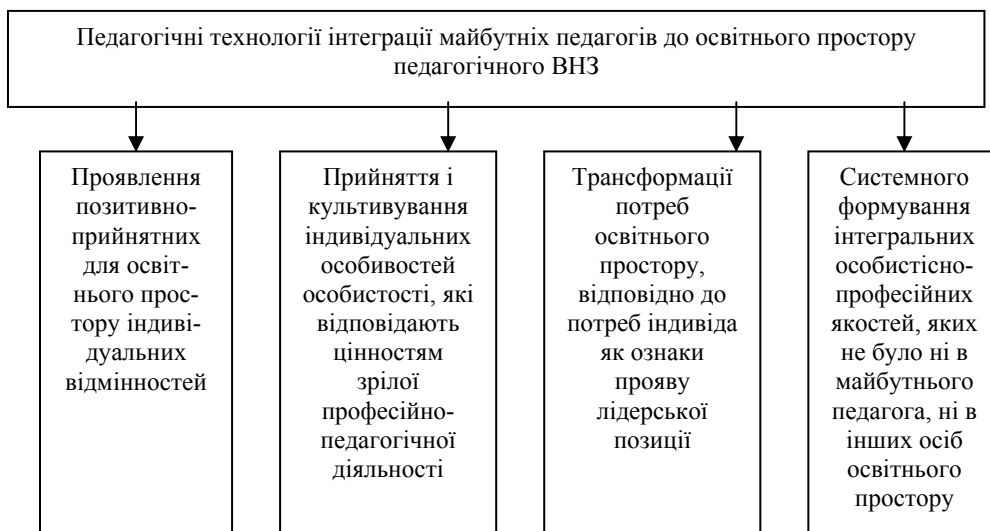 Педагогічні технології інтеграції майбутніх педагогів до освітнього простору
педагогічного ВНЗ
Проявлення
позитивно-
прийнятних
для освіт-
нього прос-
тору індиві-
дуальних
відмінностей
Прийняття і
культивування
індивідуальних
особивостей
особистості, які
відповідають
цінностям
зрілої
професійно-
педагогічної
діяльності
Трансформації
потреб
освітнього
простору,
відповідно до
потреб індивіда
як ознаки
прояву
лідерської
позиції
Системного
формування
інтегральних
особистісно-
професійних
якостей, яких
не було ні в
майбутнього
педагога, ні в
інших осіб
освітнього
простору